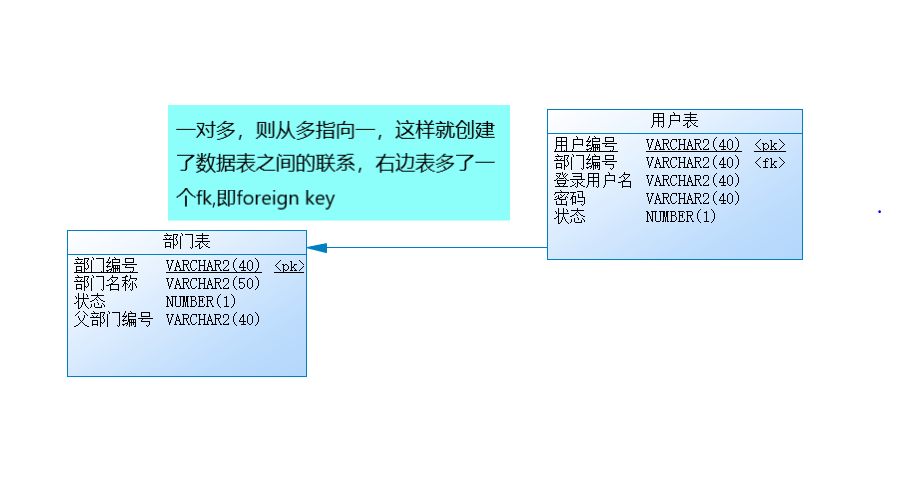 一对多，则从多指向一，这样就创建
了数据表之间的联系，右边表多了一
个fk,即foreign key
用户表
用户编号 VARCHAR2(40) <pk>
部门编号 VARCHAR2(40) <fk>
登录用户名 VARCHAR2(40)
密码 VARCHAR2(40)
状态 NUMBER(1)
部门表
部门编号 VARCHAR2(40) <pk>
部门名称 VARCHAR2(50)
状态 NUMBER(1)
父部门编号 VARCHAR2(40)